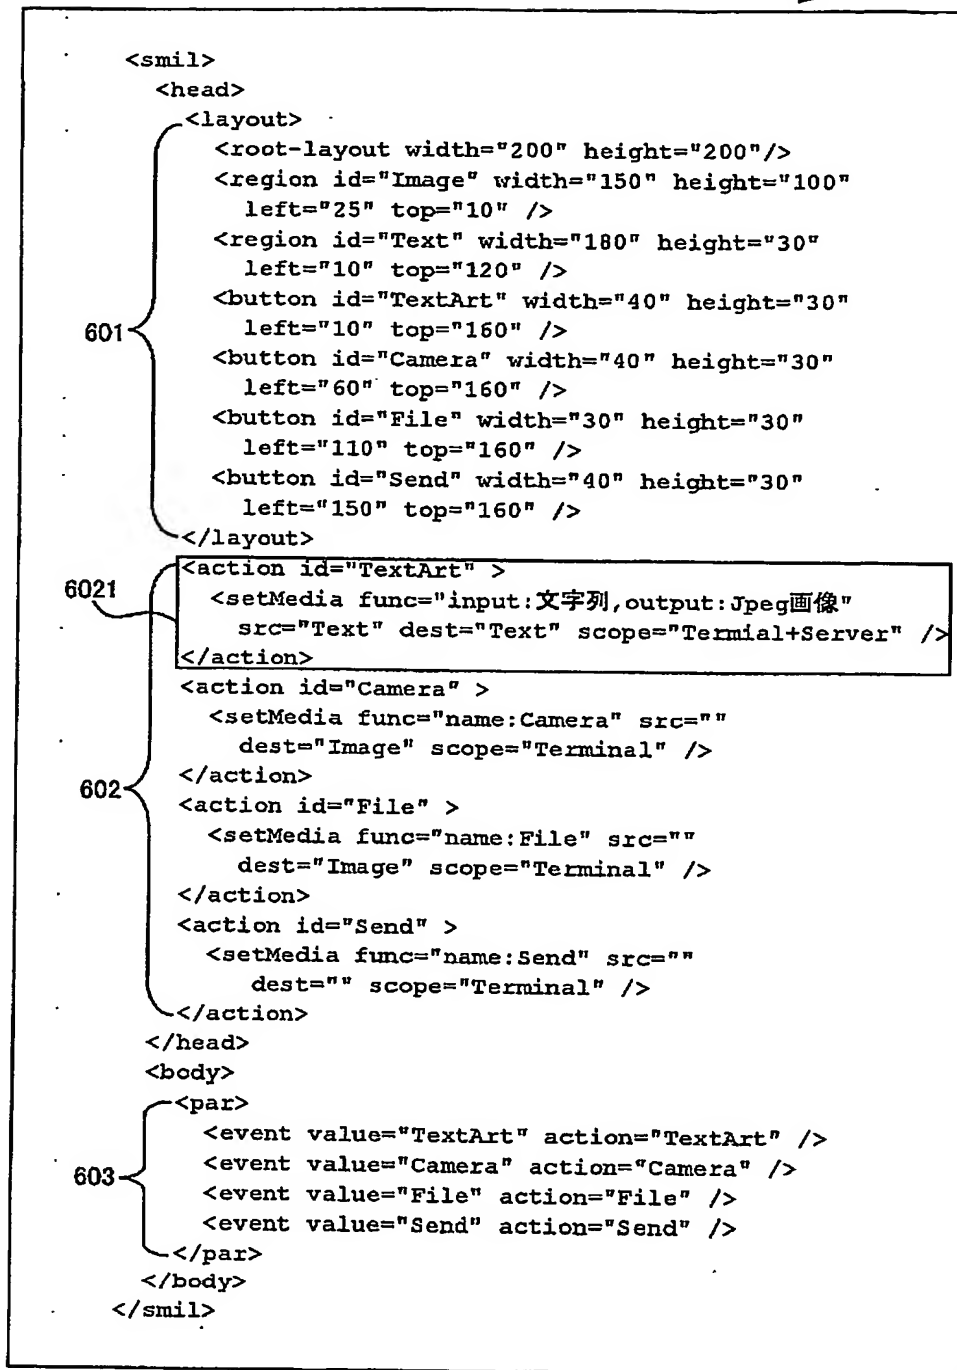 <smil>
<head>
<layout>
<root-layout width="200" height="200"/>
<region id="Image" width="150" height="100"
left="25" top="10" />
<region id="Text" width="180" height="30"
left="10" top="120" />
<button id="TextArt" width="40" height="30"
left="10" top="160" />
601
<button id="Camera" width="40" height="30"
left="60" top="160" />
<button id="File" width="30" height="30"
left="110" top="160" />
<button id="Send" width="40" height="30"
left="150" top="160" />
</layout>
<action id="TextArt" >
6021
<setMedia func="input:文字列,output:Jpeg画像"
src="Text" dest="Text" scope="Termial+Server" />
</action>
<action id="Camera" >
<setMedia func="name:Camera" src=""
dest="Image" scope="Terminal" />
</action>
602
<action id="File" >
<setMedia func="name:File" src=""
dest="Image" scope="Terminal" />
</action>
<action id="Send" >
<setMedia func="name:Send" src=""
dest="" scope="Terminal" />
</action>
</head>
<body>
<par>
<event value="TextArt" action="TextArt" />
<event value="Camera" action="Camera" />
603
<event value="File" action="File" />
<event value="Send" action="Send" />
</par>
</body>
</smil>